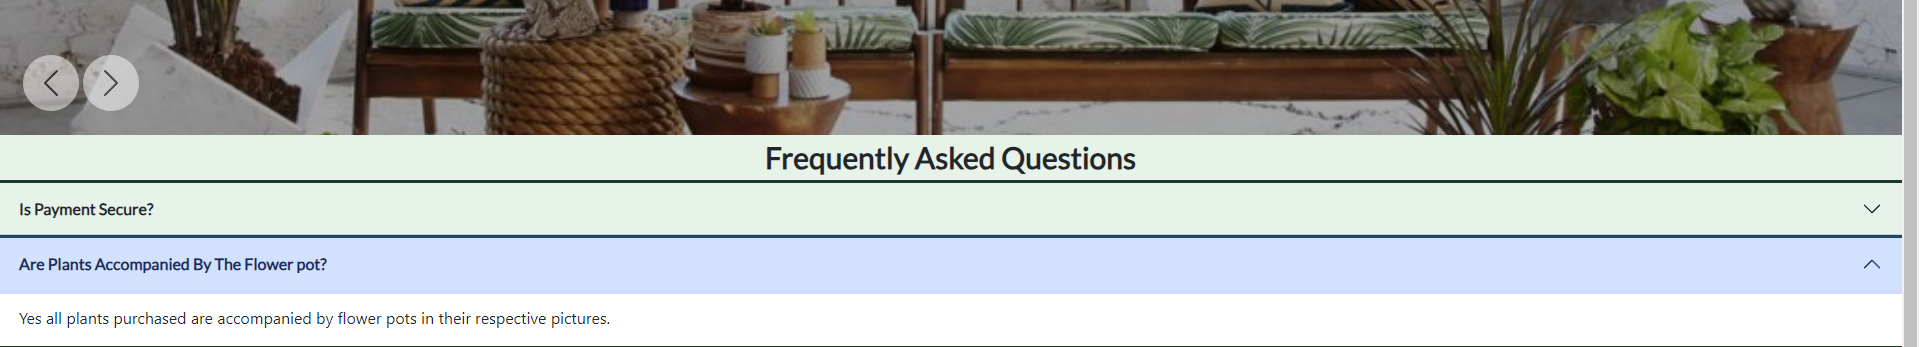 Frequently Asked Questions
Is Payment Secure?
Are Plants Accompanied By The Flower pot?
Yes all plants purchased are accompanied by flower pots in their respective pictures.